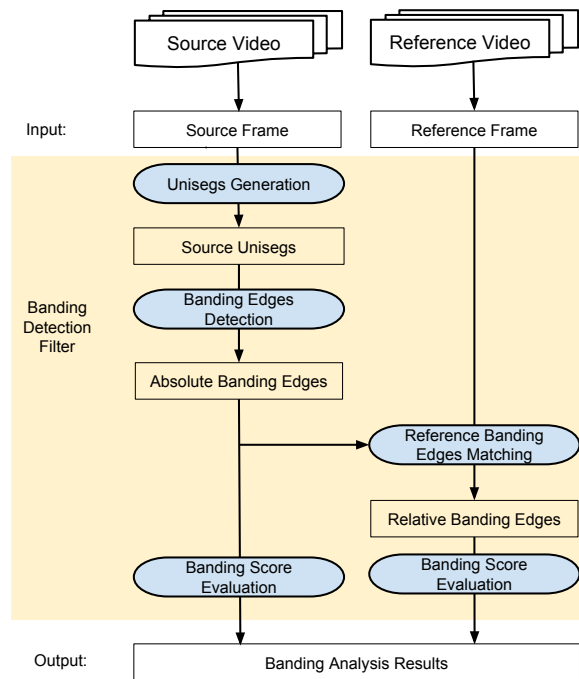 Source Video
Reference Video
Input:
Source Frame
Reference Frame
Unisegs Generation
Source Unisegs
Banding
Detection
Filter
Banding Edges
Detection
Absolute Banding Edges
Reference Banding
Edges Matching
Relative Banding Edges
Banding Score
Evaluation
Banding Score
Evaluation
Output:
Banding Analysis Results